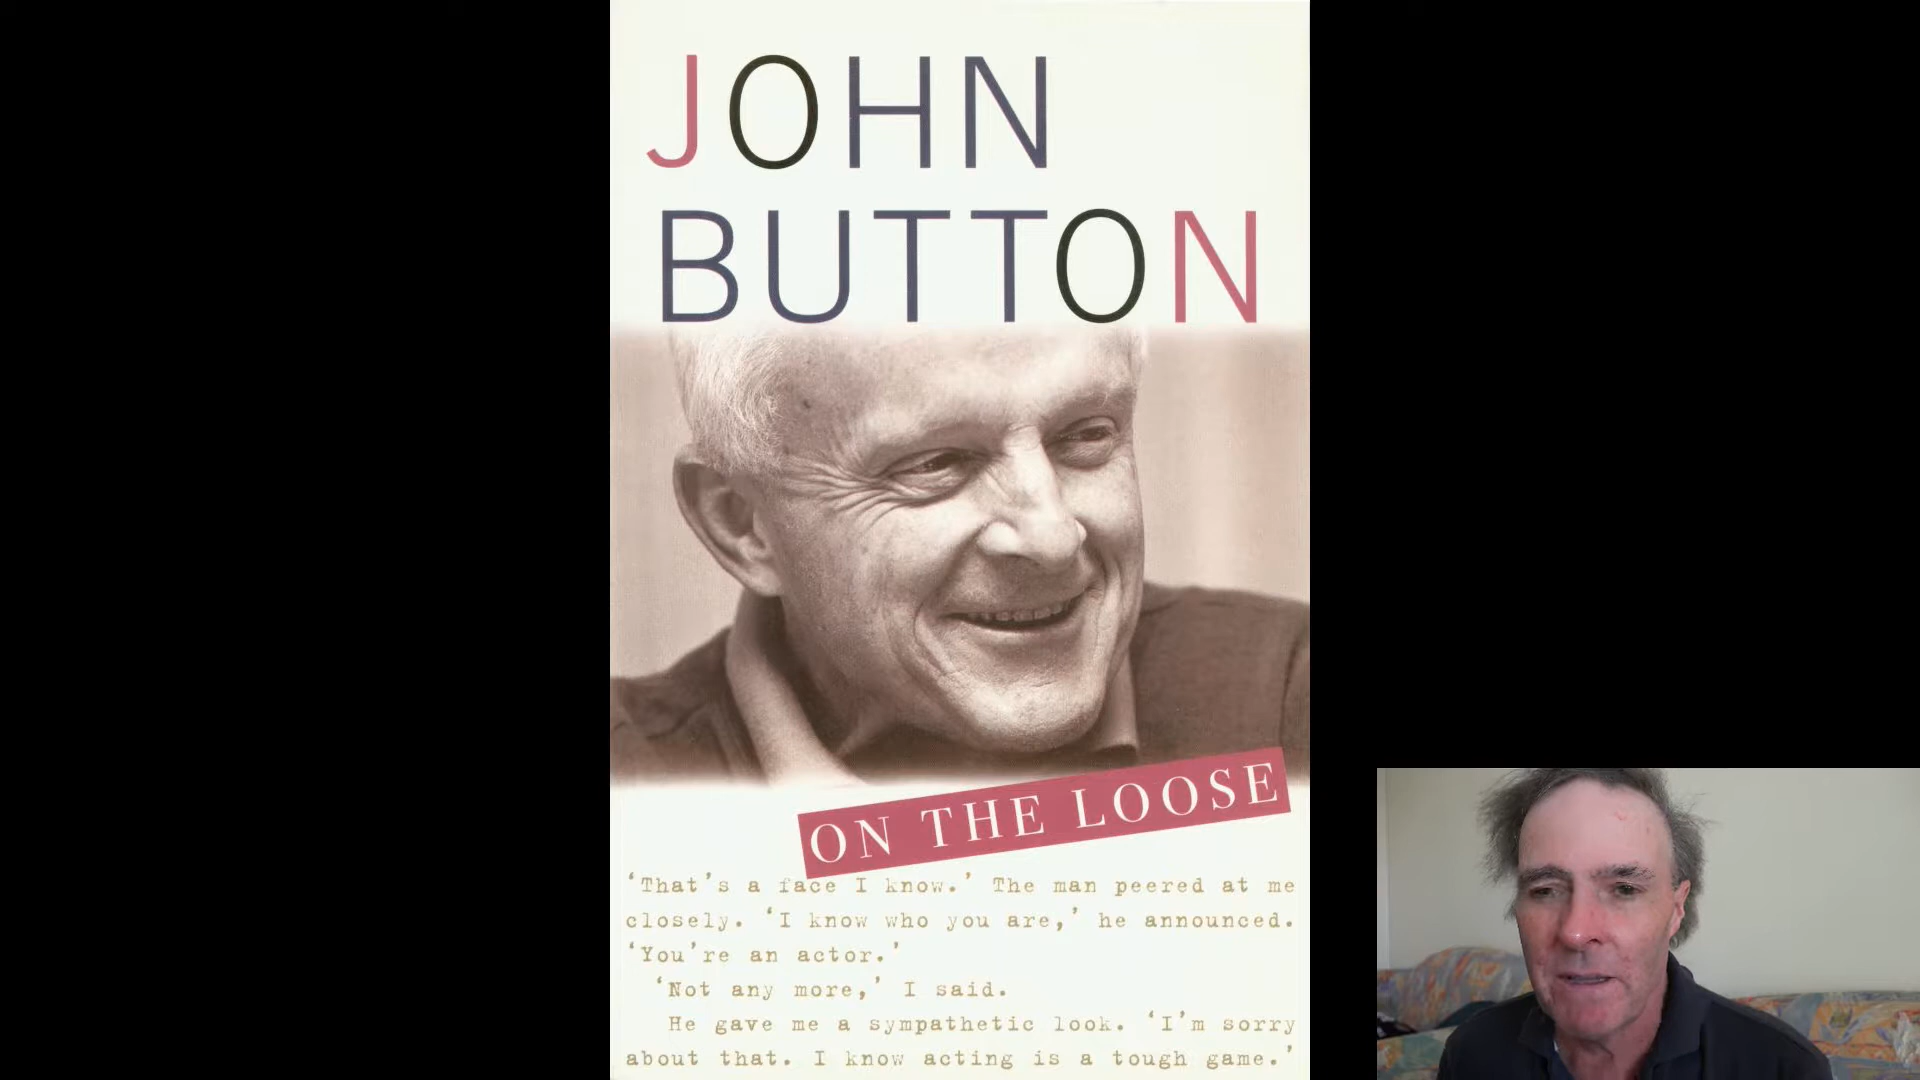 JOHN
BUTTON
ON THE LOOSE
‘That’s a face I know.’ The man peered at me
closely. ‘I know who you are,’ he announced.
‘You’re an actor.’
‘Not any more,’ I said.
He gave me a sympathetic look. ‘I’m sorry
about that. I know acting is a tough game.’